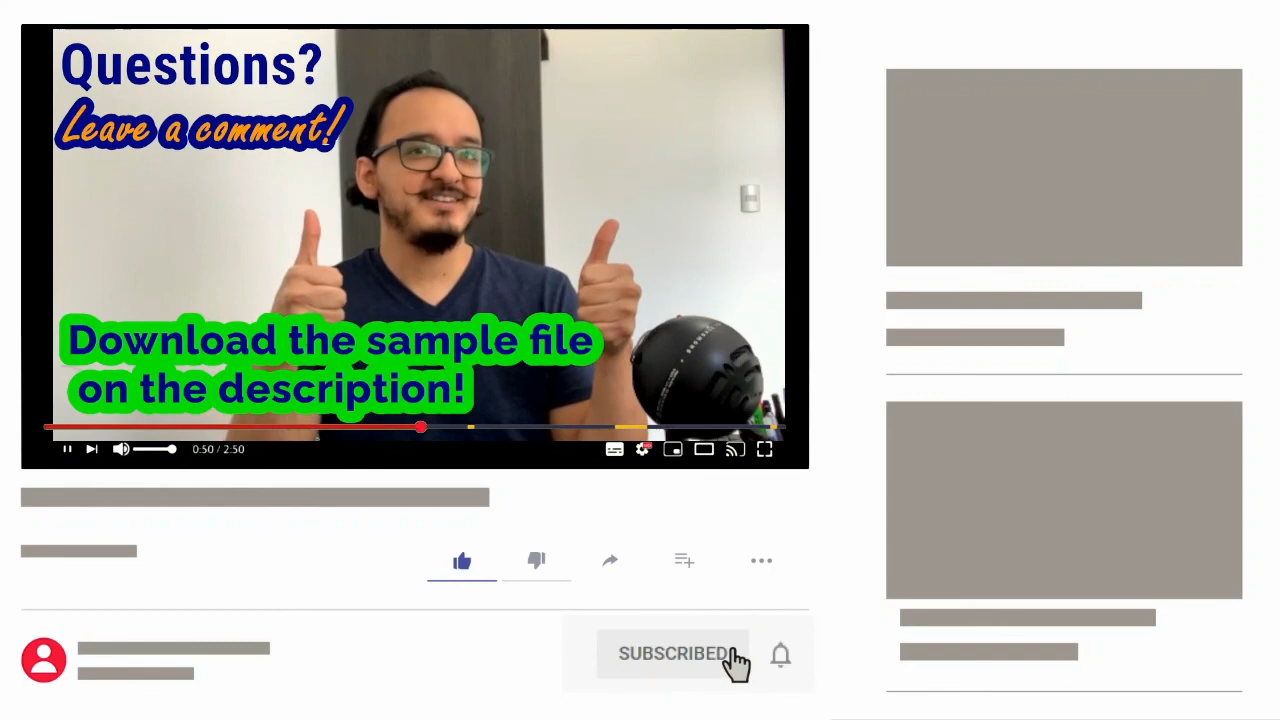 Questions?
Leave a comment!
Download the sample file
on the description!
0:50 / 2:50
SUBSCRIBED